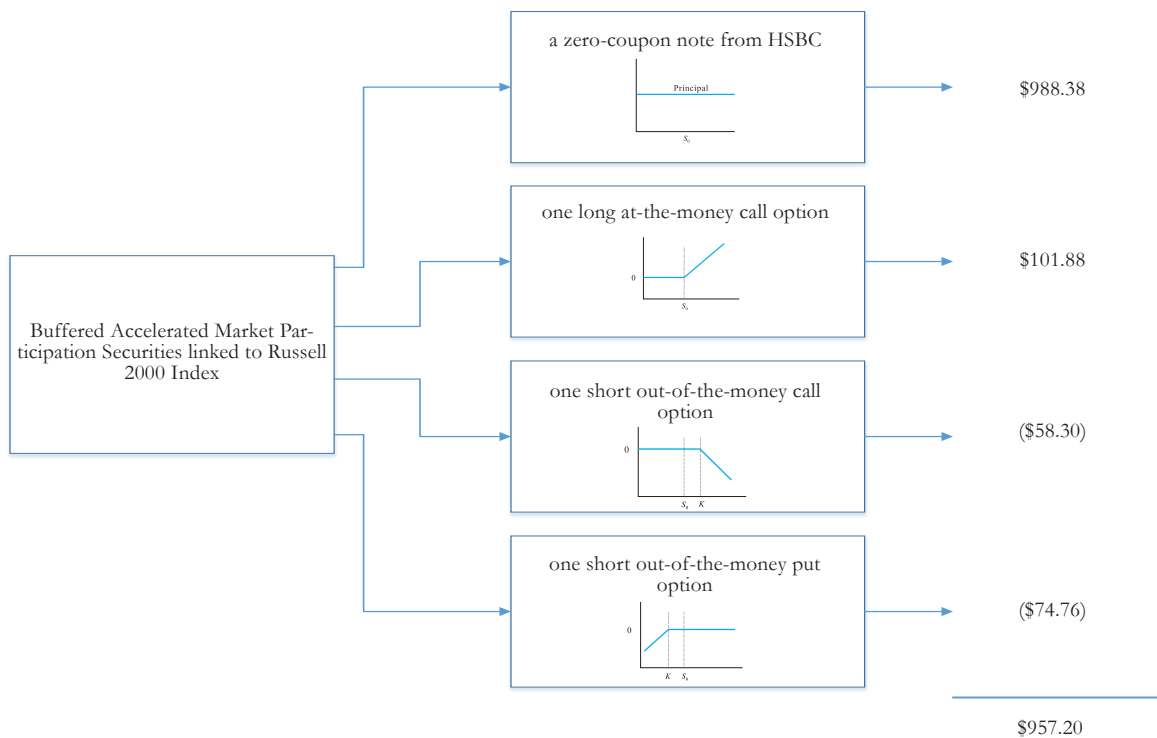 a zero-coupon note from HSBC
Principal
S₀
$988.38
one long at-the-money call option
0
S₀
$101.88
Buffered Accelerated Market Par-
ticipation Securities linked to Russell
2000 Index
one short out-of-the-money call
option
0
S₀ K
($58.30)
one short out-of-the-money put
option
0
K S₀
($74.76)
$957.20